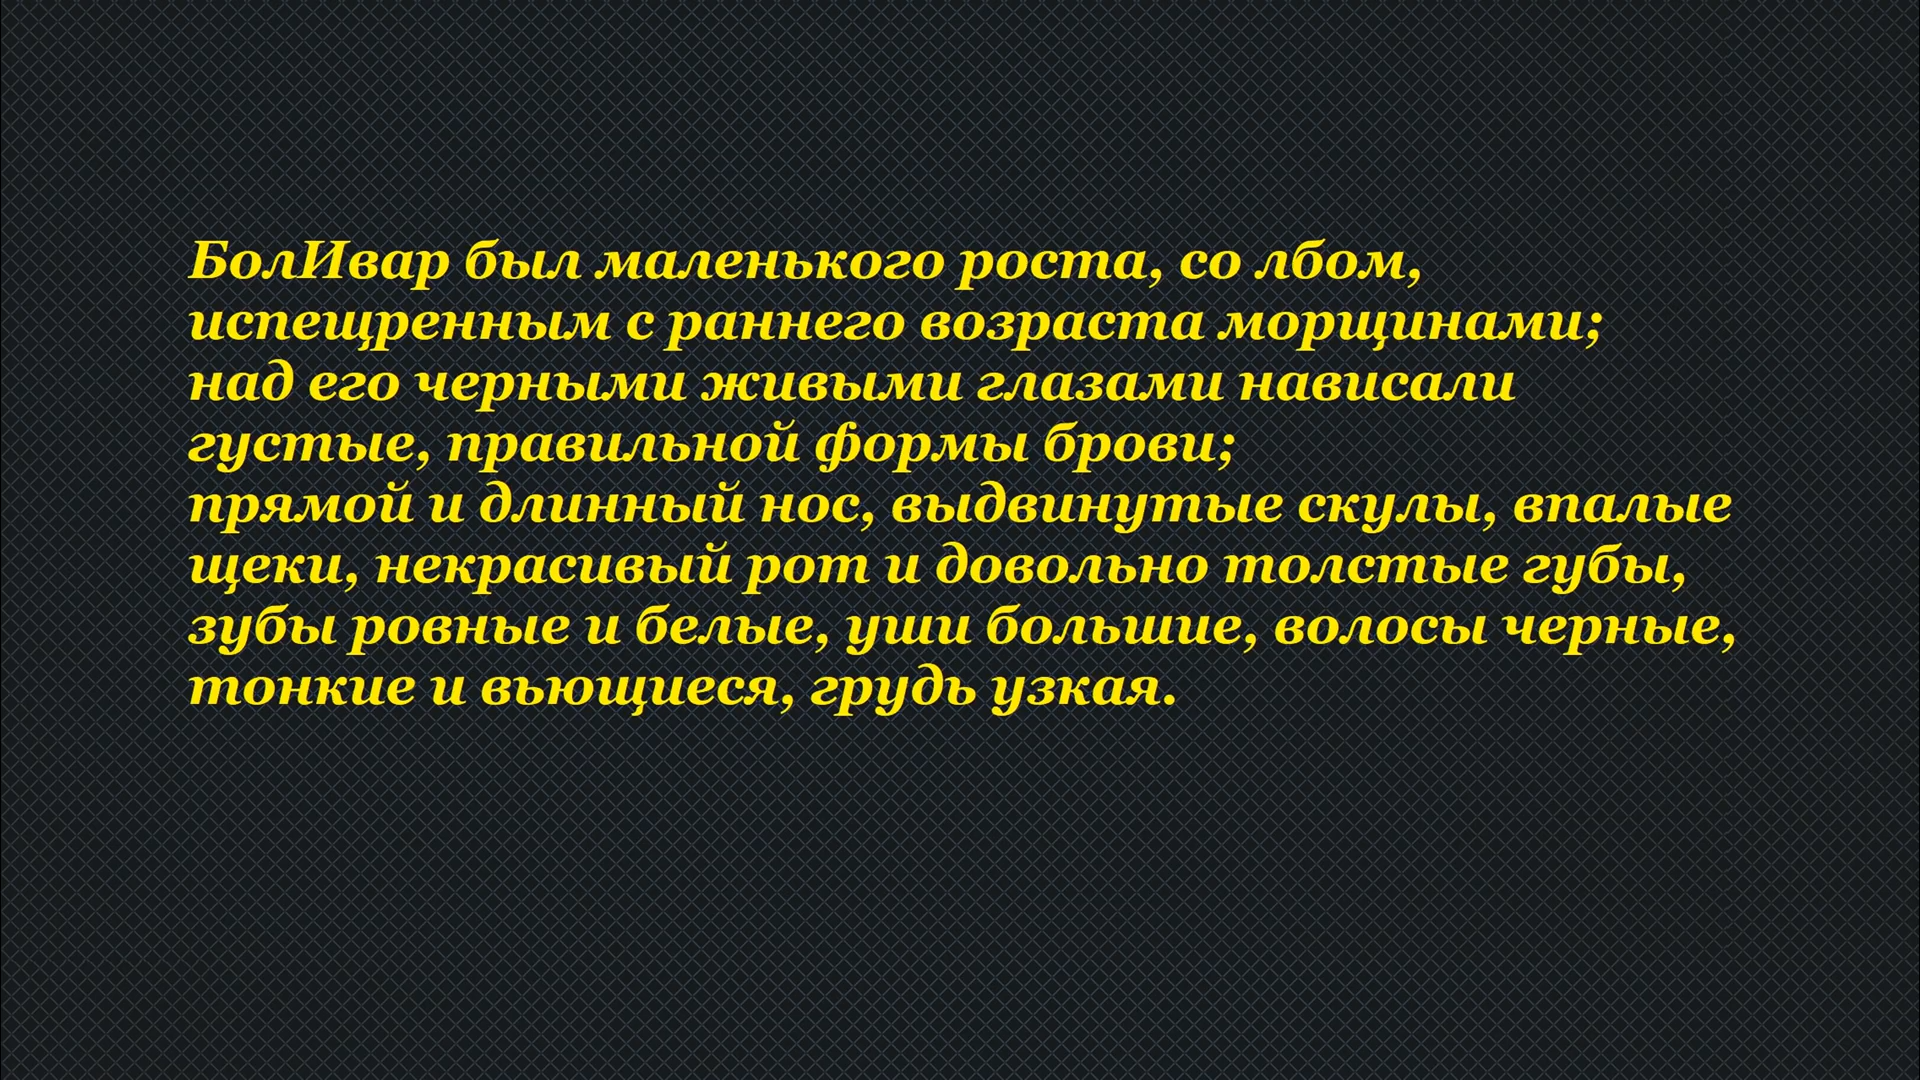 БолИвар был маленького роста, со лбом,
испещренным с раннего возраста морщинами;
над его черными живыми глазами нависали
густые, правильной формы брови;
прямой и длинный нос, выдвинутые скулы, впалые
щеки, некрасивый рот и довольно толстые губы,
зубы ровные и белые, уши большие, волосы черные,
тонкие и вьющиеся, грудь узкая.